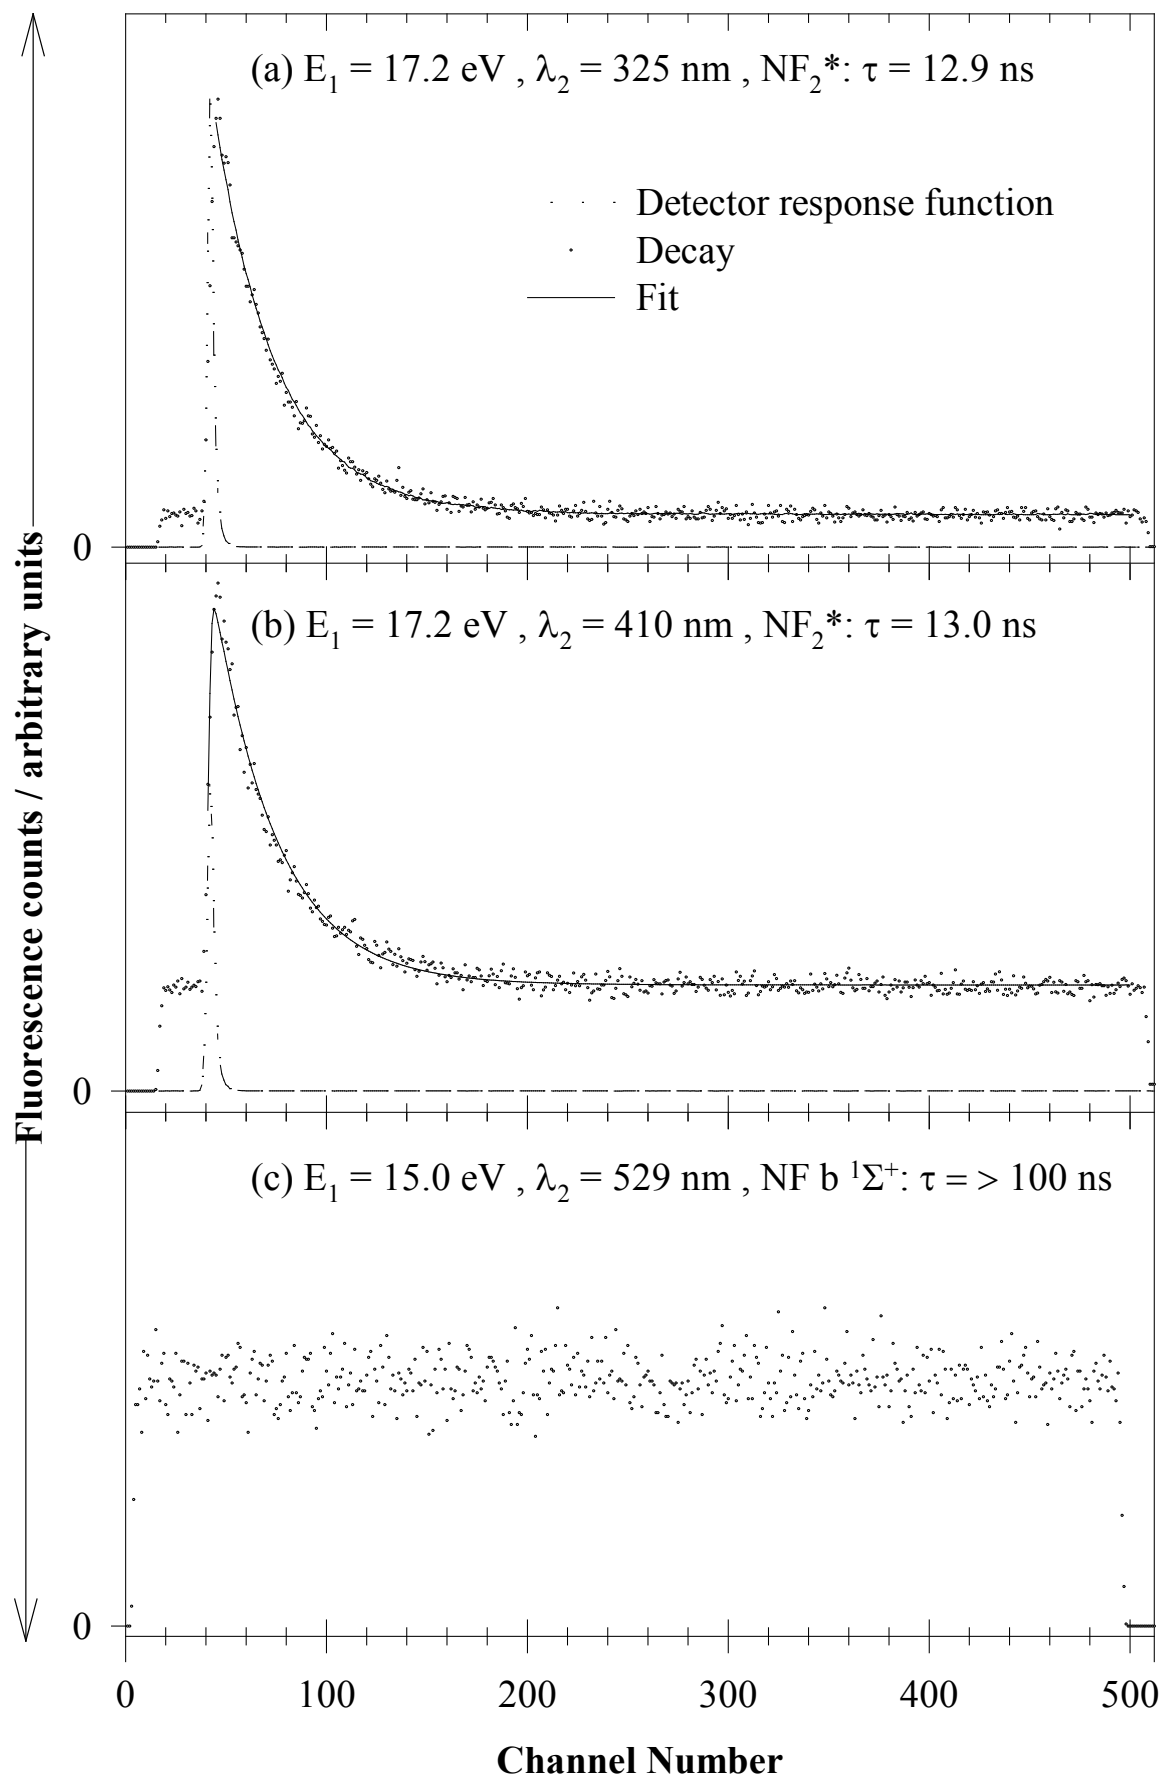 Fluorescence counts / arbitrary units
(a) E₁ = 17.2 eV , λ₂ = 325 nm , NF₂*: τ = 12.9 ns
Detector response function
Decay
Fit
0
(b) E₁ = 17.2 eV , λ₂ = 410 nm , NF₂*: τ = 13.0 ns
0
(c) E₁ = 15.0 eV , λ₂ = 529 nm , NF b ¹Σ⁺: τ = > 100 ns
0
0 100 200 300 400 500
Channel Number